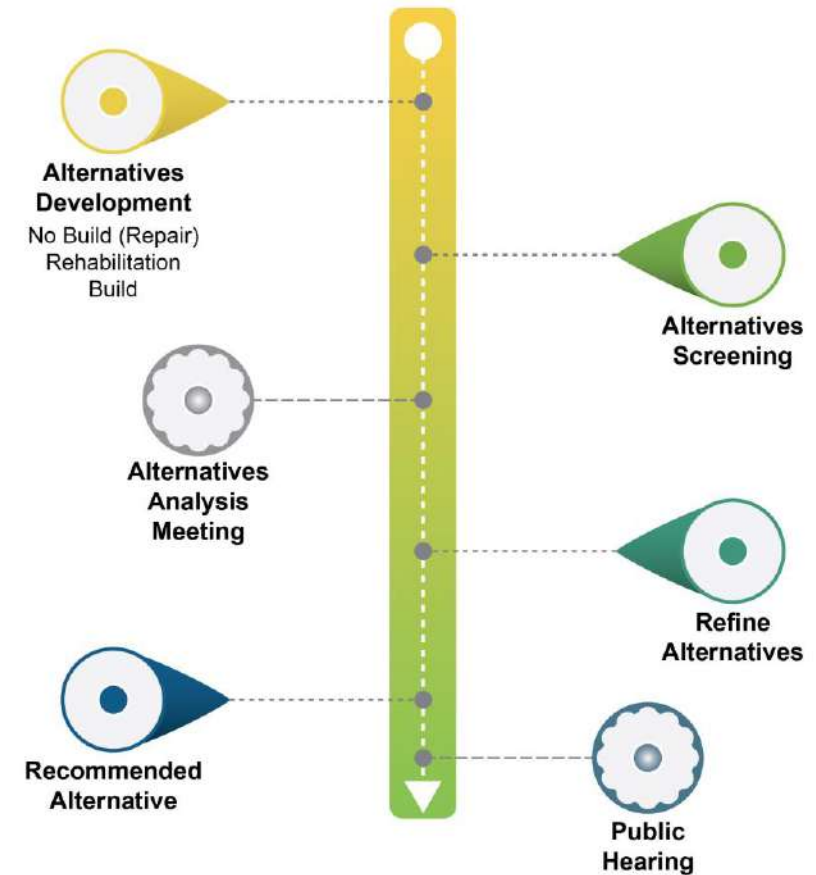 Alternatives
Development
No Build (Repair)
Rehabilitation
Build
Alternatives
Screening
Alternatives
Analysis
Meeting
Refine
Alternatives
Recommended
Alternative
Public
Hearing